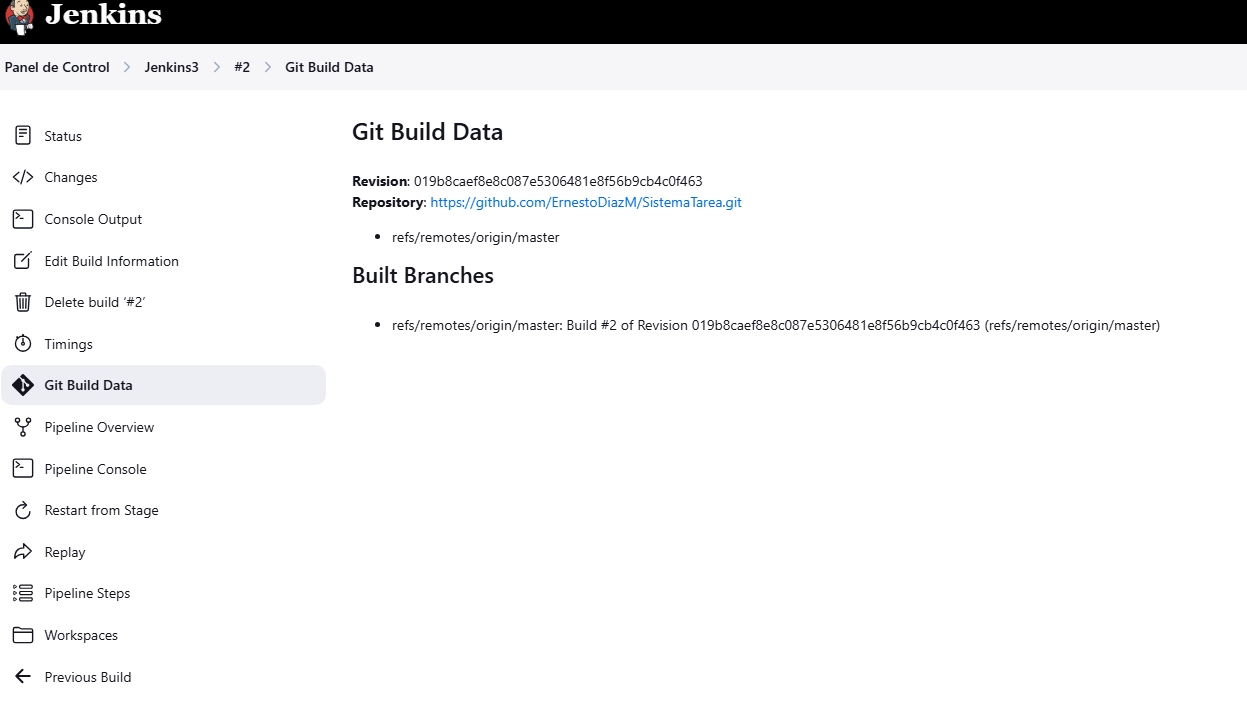 Jenkins
Panel de Control > Jenkins3 > #2 > Git Build Data
Status
Changes
Console Output
Edit Build Information
Delete build ‘#2’
Timings
Git Build Data
Pipeline Overview
Pipeline Console
Restart from Stage
Replay
Pipeline Steps
Workspaces
Previous Build
Git Build Data
Revision: 019b8caef8e8c087e5306481e8f56b9cb4c0f463
Repository: https://github.com/ErnestoDiazM/SistemaTarea.git
• refs/remotes/origin/master
Built Branches
• refs/remotes/origin/master: Build #2 of Revision 019b8caef8e8c087e5306481e8f56b9cb4c0f463 (refs/remotes/origin/master)